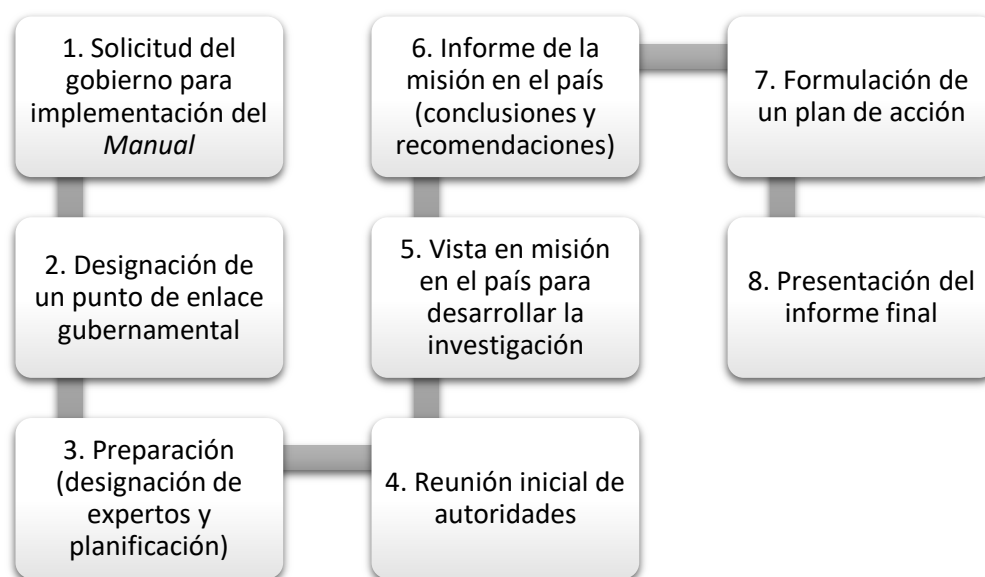 1. Solicitud del
gobierno para
implementación del
Manual
2. Designación de
un punto de enlace
gubernamental
3. Preparación
(designación de
expertos y
planificación)
4. Reunión inicial de
autoridades
5. Vista en misión
en el país para
desarrollar la
investigación
6. Informe de la
misión en el país
(conclusiones y
recomendaciones)
7. Formulación de
un plan de acción
8. Presentación del
informe final